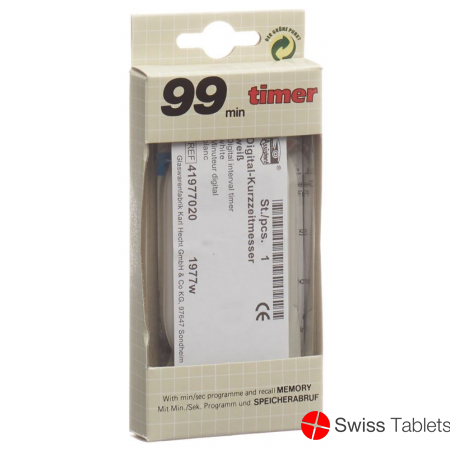 DER GRÜNE PUNKT
99 min timer
Digital-Kurzzeitmesser
weiß
Digital interval timer
white
Minuteur digital
blanc
St./pcs. 1
REF 41977020 1977w
Glaswarenfabrik Karl Hecht GmbH & Co KG, 97647 Sondheim
CE
With min/sec programme and recall MEMORY
Mit Min./Sek. Programm und SPEICHERABRUF
Swiss Tablets